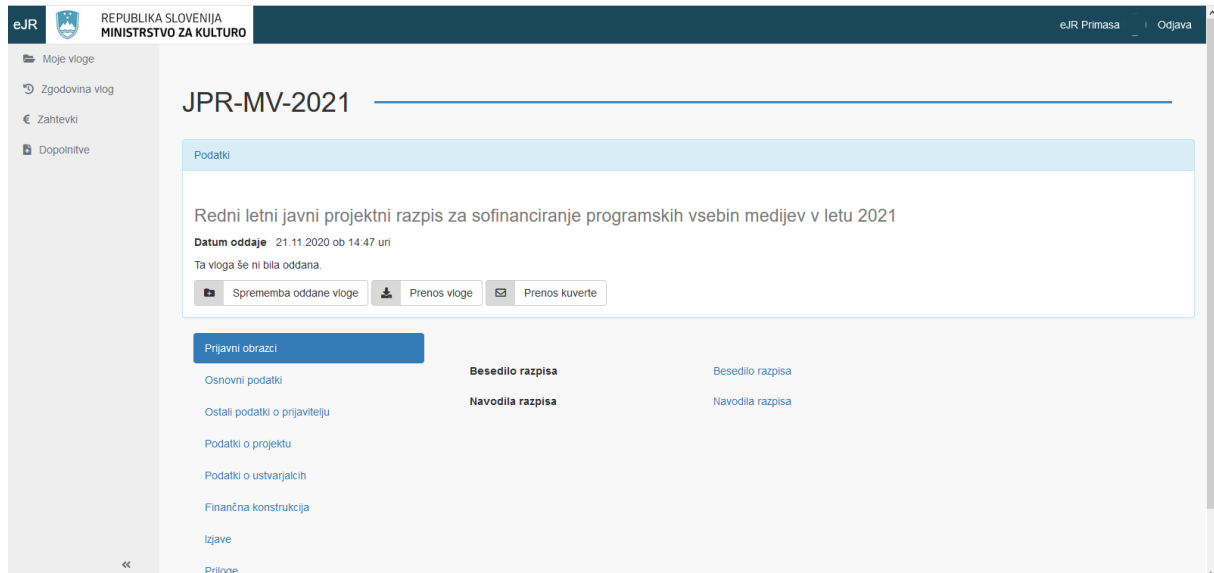 eJR
REPUBLIKA SLOVENIJA
MINISTRSTVO ZA KULTURO
eJR Primasa
Odjava
Moje vloge
Zgodovina vlog
€ Zahtevki
Dopolnitve
JPR-MV-2021
Podatki
Redni letni javni projektni razpis za sofinanciranje programskih vsebin medijev v letu 2021
Datum oddaje 21.11.2020 ob 14:47 uri
Ta vloga še ni bila oddana.
Sprememba oddane vloge Prenos vloge Prenos kuverte
Prijavni obrazci
Osnovni podatki
Ostali podatki o prijavitelju
Podatki o projektu
Podatki o ustvarjalcih
Finančna konstrukcija
Izjave
Priloge
Besedilo razpisa Besedilo razpisa
Navodila razpisa Navodila razpisa